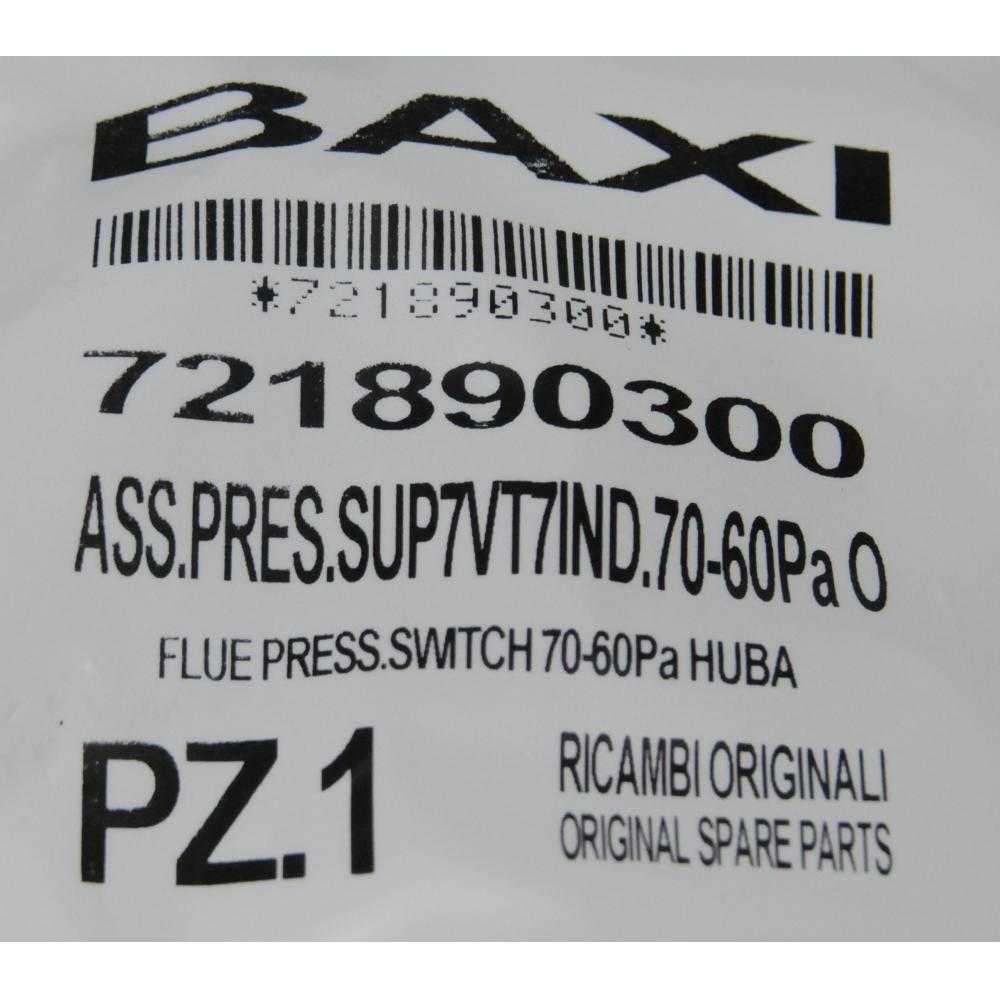 BAXI
*721890300*
721890300
ASS.PRES.SUP7VT7IND.70-60Pa O
FLUE PRESS.SWITCH 70-60Pa HUBA
PZ.1
RICAMBI ORIGINALI
ORIGINAL SPARE PARTS